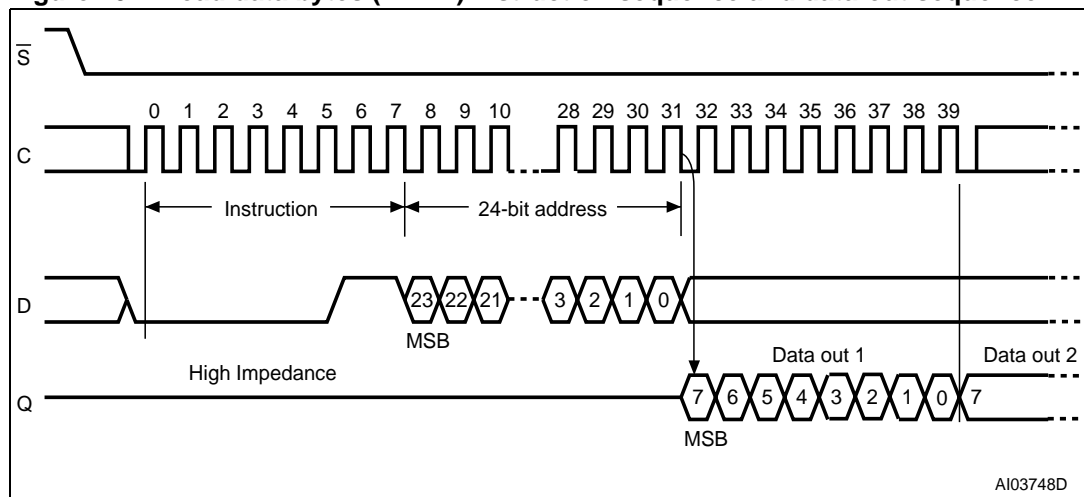 S
0 1 2 3 4 5 6 7 8 9 10 28 29 30 31 32 33 34 35 36 37 38 39
C
Instruction 24-bit address
D 23 22 21 3 2 1 0
MSB
High Impedance Data out 1 Data out 2
Q 7 6 5 4 3 2 1 0 7
MSB
AI03748D